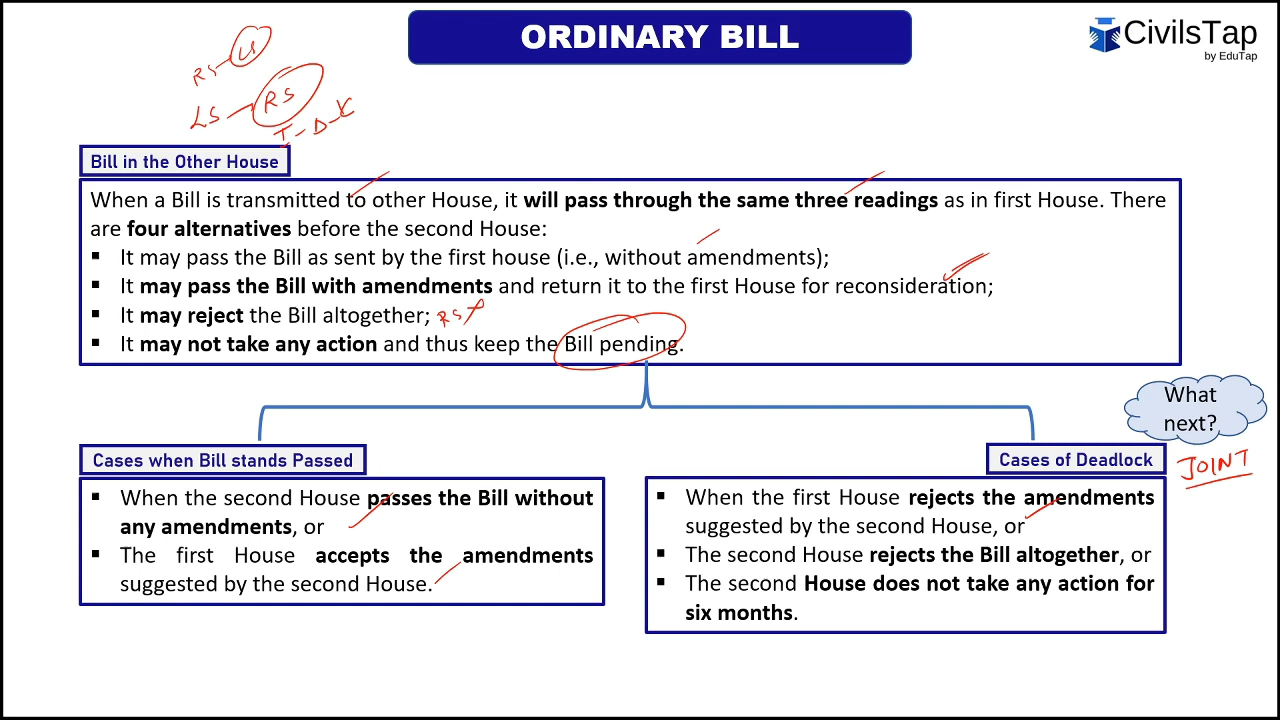 ORDINARY BILL
CivilsTap
by EduTap
RS - LS
LS - RS
I - D - V
Bill in the Other House
When a Bill is transmitted to other House, it will pass through the same three readings as in first House. There
are four alternatives before the second House:
▪ It may pass the Bill as sent by the first house (i.e., without amendments);
▪ It may pass the Bill with amendments and return it to the first House for reconsideration;
▪ It may reject the Bill altogether; RS
▪ It may not take any action and thus keep the Bill pending.
What
next?
JOINT
Cases when Bill stands Passed
▪ When the second House passes the Bill without
any amendments, or
▪ The first House accepts the amendments
suggested by the second House.
Cases of Deadlock
▪ When the first House rejects the amendments
suggested by the second House, or
▪ The second House rejects the Bill altogether, or
▪ The second House does not take any action for
six months.